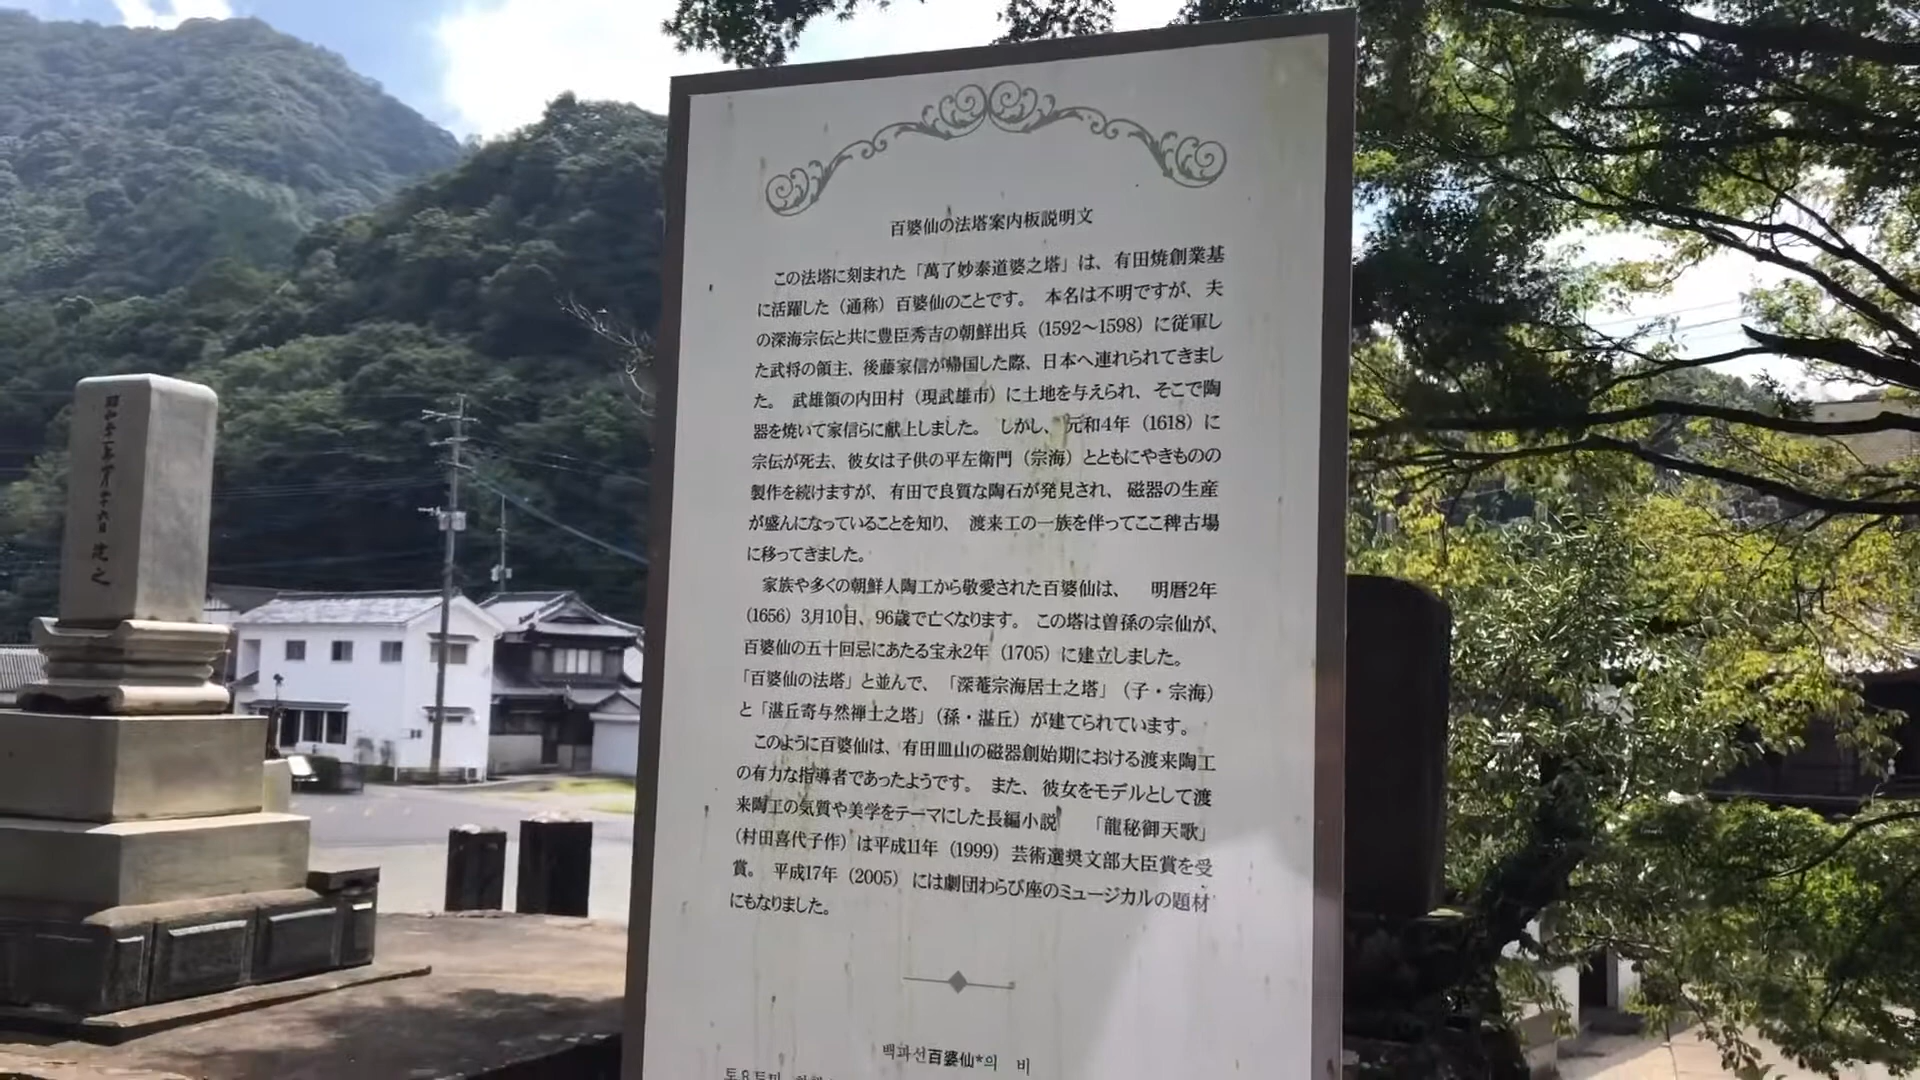 百婆仙の法塔案内板説明文
この法塔に刻まれた「萬了妙泰道婆之塔」は、有田焼創業基
に活躍した（通称）百婆仙のことです。 本名は不明ですが、夫
の深海宗伝と共に豊臣秀吉の朝鮮出兵（1592〜1598）に従軍し
た武将の領主、後藤家信が帰国した際、日本へ連れられてきまし
た。 武雄領の内田村（現武雄市）に土地を与えられ、そこで陶
器を焼いて家信らに献上しました。 しかし、元和4年（1618）に
宗伝が死去、彼女は子供の平左衛門（宗海）とともにやきものの
製作を続けますが、有田で良質な陶石が発見され、磁器の生産
が盛んになっていることを知り、 渡来工の一族を伴ってここ稗古場
に移ってきました。
家族や多くの朝鮮人陶工から敬愛された百婆仙は、 明暦2年
（1656）3月10日、96歳で亡くなります。 この塔は曽孫の宗仙が、
百婆仙の五十回忌にあたる宝永2年（1705）に建立しました。
「百婆仙の法塔」と並んで、「深菴宗海居士之塔」（子・宗海）
と「湛丘寄与然禅士之塔」（孫・湛丘）が建てられています。
このように百婆仙は、有田皿山の磁器創始期における渡来陶工
の有力な指導者であったようです。 また、彼女をモデルとして渡
来陶工の気質や美学をテーマにした長編小説 「龍秘御天歌」
（村田喜代子作）は平成11年（1999）芸術選奨文部大臣賞を受
賞。 平成17年（2005）には劇団わらび座のミュージカルの題材
にもなりました。
백파선百婆仙*의 비